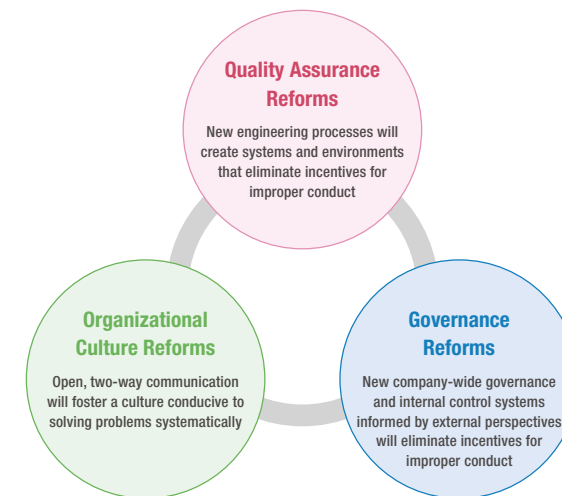 Quality Assurance
Reforms
New engineering processes will
create systems and environments
that eliminate incentives for
improper conduct
Organizational
Culture Reforms
Open, two-way communication
will foster a culture conducive to
solving problems systematically
Governance
Reforms
New company-wide governance
and internal control systems
informed by external perspectives
will eliminate incentives for
improper conduct